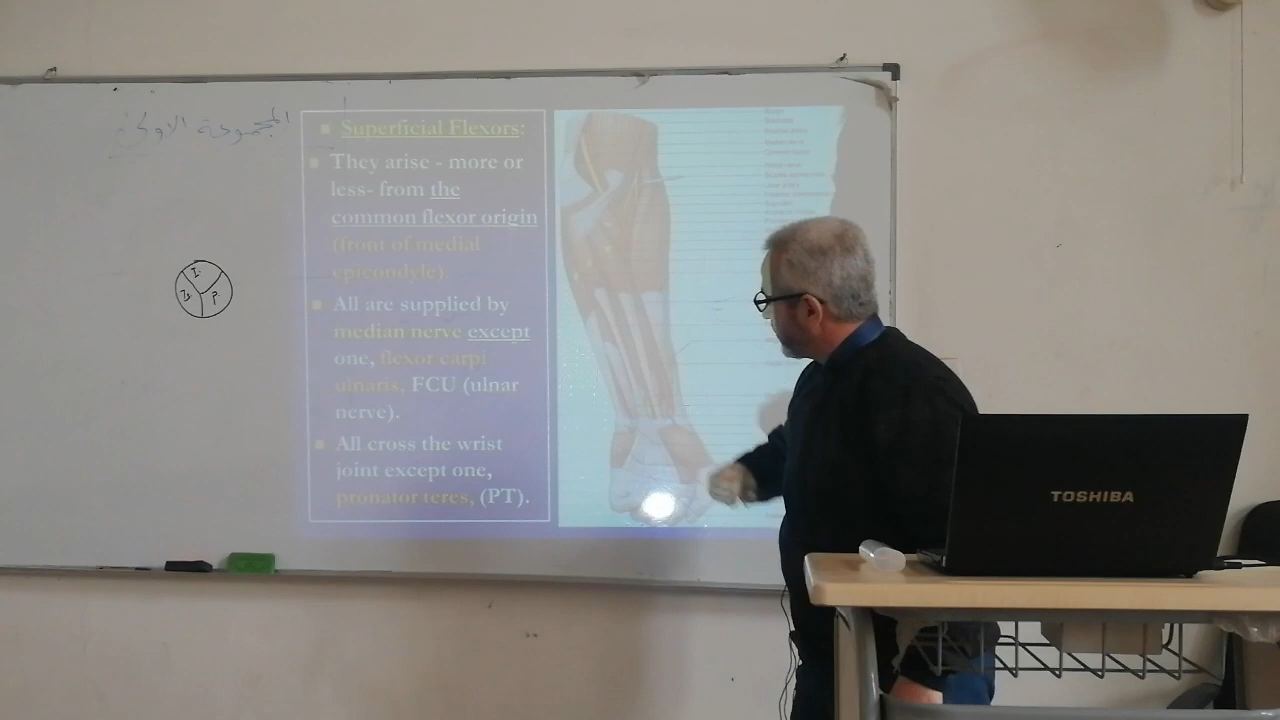 المجموعة الاولى
Superficial Flexors:
They arise - more or
less- from the
common flexor origin
(front of medial
epicondyle).
All are supplied by
median nerve except
one, flexor carpi
ulnaris, FCU (ulnar
nerve).
All cross the wrist
joint except one,
pronator teres, (PT).
I
P
TOSHIBA